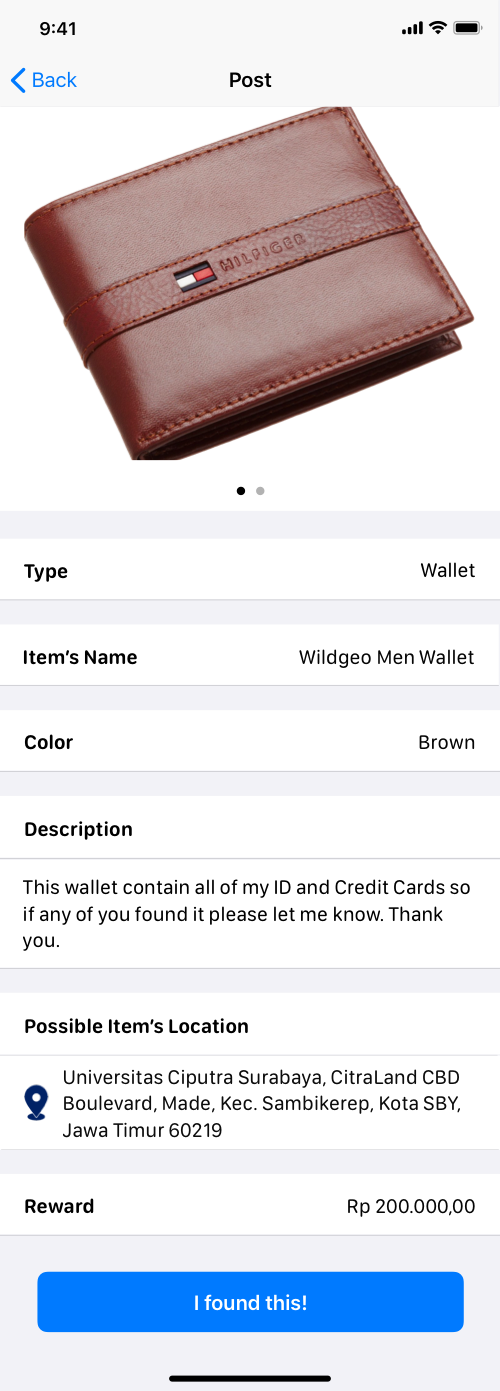 9:41
Back
Post
HILFIGER
Type
Wallet
Item's Name
Wildgeo Men Wallet
Color
Brown
Description
This wallet contain all of my ID and Credit Cards so
if any of you found it please let me know. Thank
you.
Possible Item's Location
Universitas Ciputra Surabaya, CitraLand CBD
Boulevard, Made, Kec. Sambikerep, Kota SBY,
Jawa Timur 60219
Reward
Rp 200.000,00
I found this!